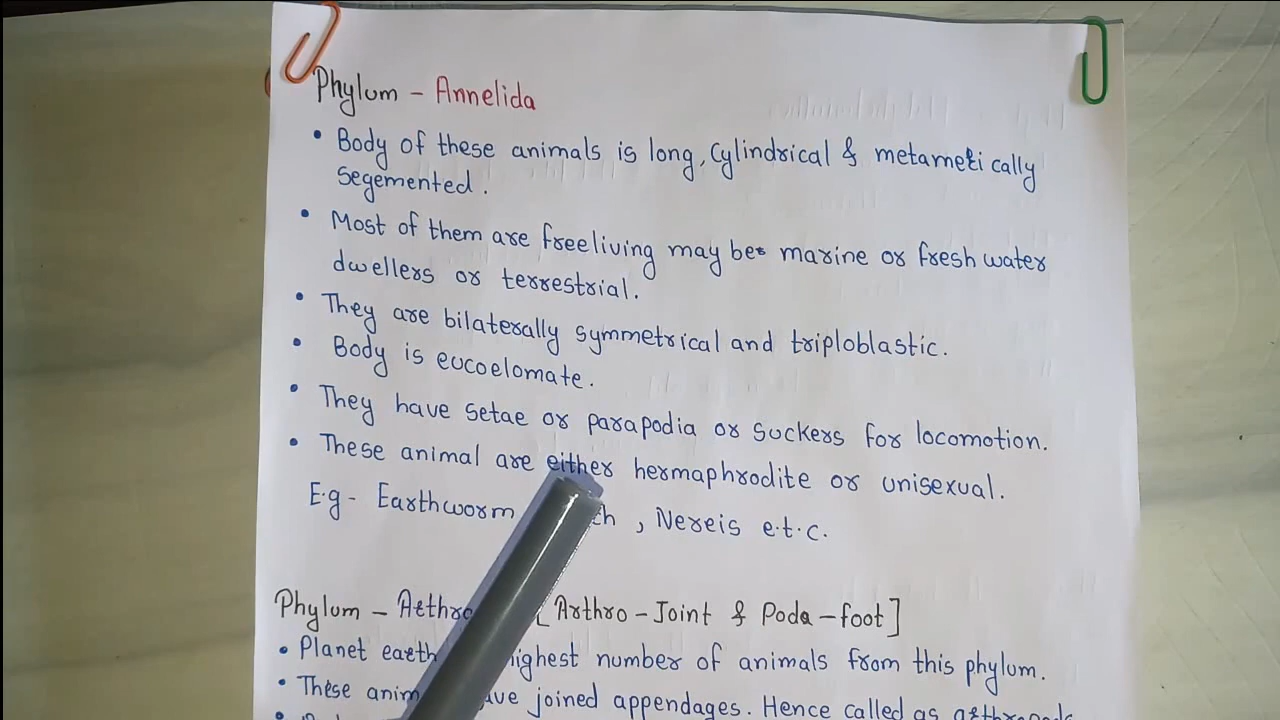 Phylum - Annelida
• Body of these animals is long, Cylindrical & metamerically
Segemented.
• Most of them are freeliving may be marine or fresh water
dwellers or terrestrial.
• They are bilaterally symmetrical and triploblastic.
• Body is eucoelomate.
• They have setae or parapodia or suckers for locomotion.
• These animal are either hermaphrodite or unisexual.
E.g - Earthworm , Nereis e.t.c.
Phylum - [Arthro - Joint & Poda - foot]
• Planet earth highest number of animals from this phylum.
• These joined appendages. Hence called as arthropods